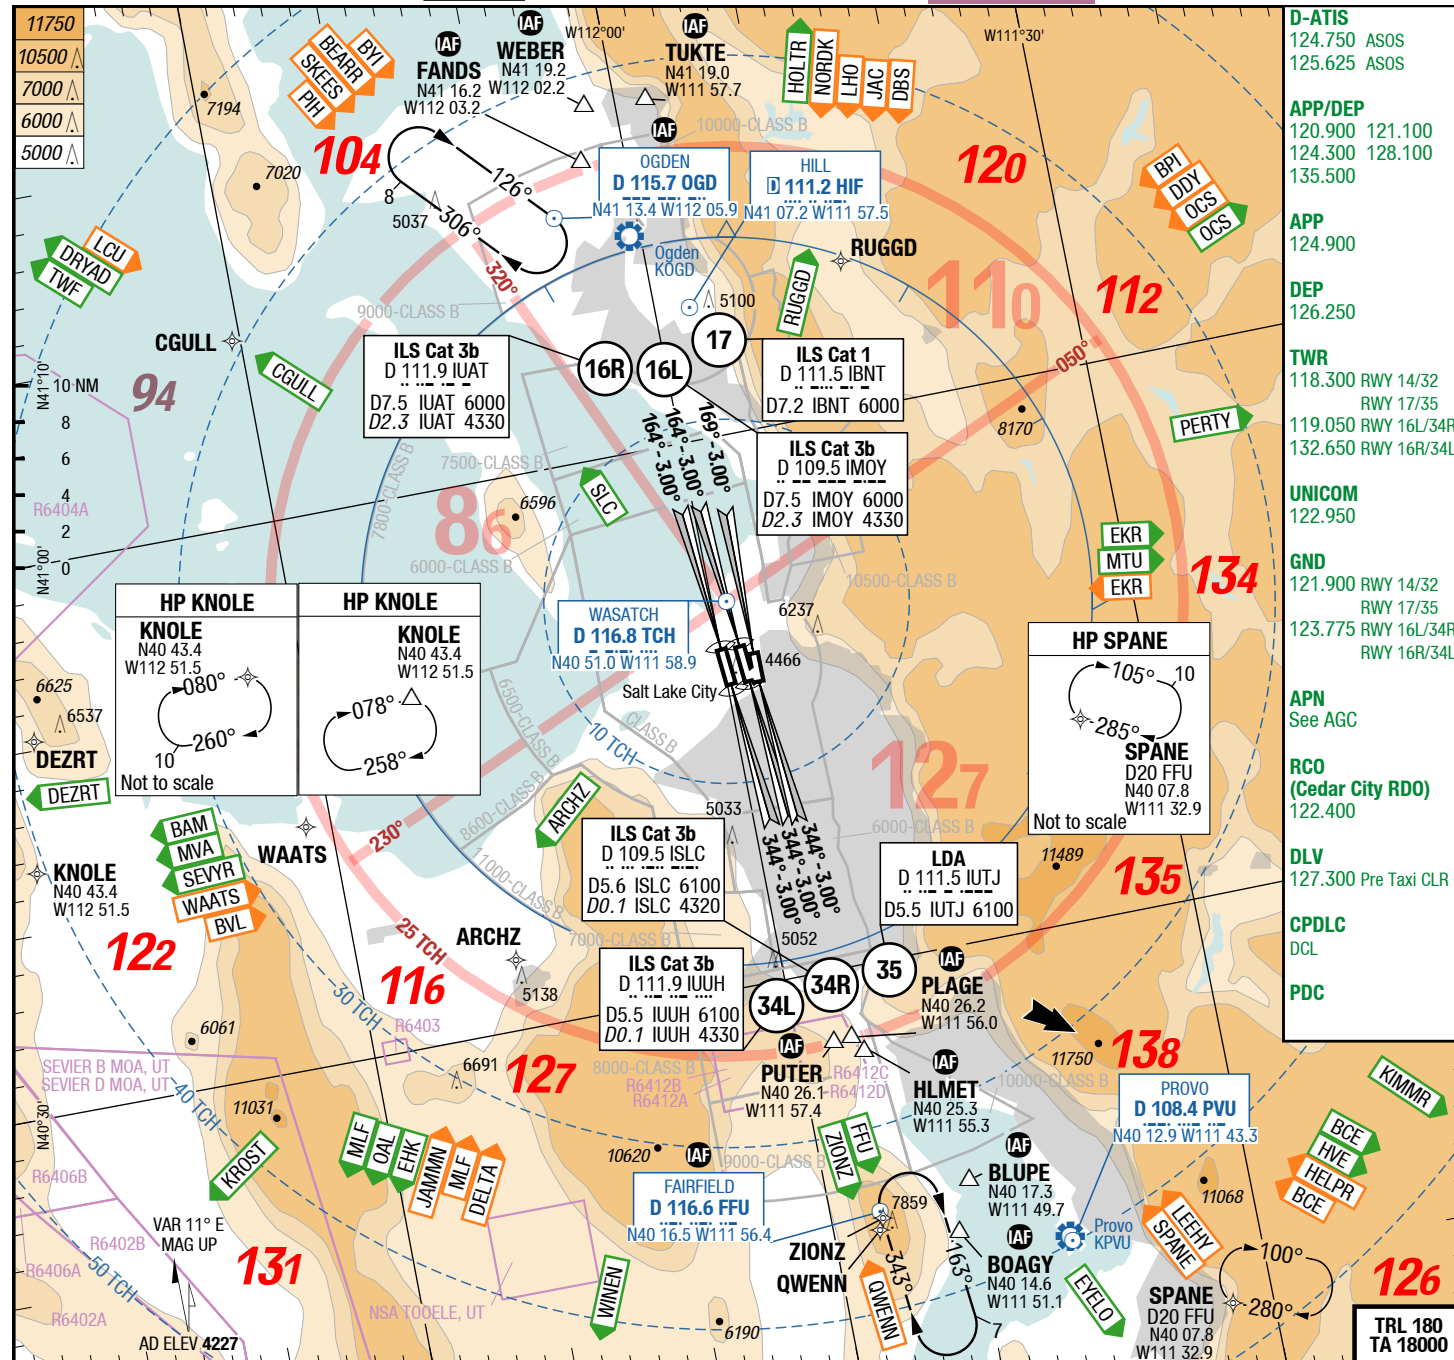 11750
10500
7000
6000
5000
BYI
BEARR
SKEES
PIH
IAF
FANDS
N41 16.2
W112 03.2
IAF
WEBER
N41 19.2
W112 02.2
W112°00'
IAF
TUKTE
N41 19.0
W111 57.7
HOLTR
NORDK
LHO
JAC
DBS
W111°30'
7194
104
7020
8
5037
126°
306°
10000-CLASS B
IAF
OGDEN
D 115.7 OGD
N41 13.4 W112 05.9
HILL
D 111.2 HIF
N41 07.2 W111 57.5
120
BPI
DDY
OCS
OCS
LCU
DRYAD
TWF
320°
Ogden
KOGD
RUGGD
RUGGD
110
112
9000-CLASS B
5100
CGULL
CGULL
94
N41°10'
10 NM
8
6
4
2
0
N41°00'
R6404A
ILS Cat 3b
D 111.9 IUAT
D7.5 IUAT 6000
D2.3 IUAT 4330
16R
16L
17
ILS Cat 1
D 111.5 IBNT
D7.2 IBNT 6000
050°
8170
PERTY
164°-3.00°
164°-3.00°
169°-3.00°
ILS Cat 3b
D 109.5 IMOY
D7.5 IMOY 6000
D2.3 IMOY 4330
7800-CLASS B
7500-CLASS B
SLC
6596
86
6000-CLASS B
10500-CLASS B
EKR
MTU
EKR
134
HP KNOLE
KNOLE
N40 43.4
W112 51.5
080°
260°
10
Not to scale
HP KNOLE
KNOLE
N40 43.4
W112 51.5
078°
258°
WASATCH
D 116.8 TCH
N40 51.0 W111 58.9
6237
4466
Salt Lake City
HP SPANE
105°
10
285°
SPANE
D20 FFU
N40 07.8
W111 32.9
Not to scale
6625
6537
DEZRT
DEZRT
6500-CLASS B
CLASS B
10 TCH
127
8600-CLASS B
11000-CLASS B
ARCHZ
5033
6000-CLASS B
BAM
MVA
SEVYR
WAATS
BVL
WAATS
230°
KNOLE
N40 43.4
W112 51.5
122
25 TCH
ILS Cat 3b
D 109.5 ISLC
D5.6 ISLC 6100
D0.1 ISLC 4320
344°-3.00°
344°-3.00°
344°-3.00°
LDA
D 111.5 IUTJ
D5.5 IUTJ 6100
11489
135
ARCHZ
7000-CLASS B
5052
116
5138
30 TCH
ILS Cat 3b
D 111.9 IUUH
D5.5 IUUH 6100
D0.1 IUUH 4330
34L
34R
35
IAF
PLAGE
N40 26.2
W111 56.0
6061
R6403
SEVIER B MOA, UT
SEVIER D MOA, UT
40 TCH
6691
127
8000-CLASS B
R6412B
R6412A
IAF
PUTER
N40 26.1
W111 57.4
R6412C
R6412D
IAF
HLMET
N40 25.3
W111 55.3
11750
138
10000-CLASS B
PROVO
D 108.4 PVU
N40 12.9 W111 43.3
KIMMR
N40°30'
11031
KROST
MLF
OAL
EHK
JAMMN
MLF
DELTA
10620
IAF
9000-CLASS B
ZIONZ
FFU
FAIRFIELD
D 116.6 FFU
N40 16.5 W111 56.4
IAF
BLUPE
N40 17.3
W111 49.7
BCE
HVE
HELPR
BCE
11068
R6406B
R6402B
R6406A
R6402A
50 TCH
VAR 11° E
MAG UP
AD ELEV 4227
131
NSA TOOELE, UT
WINEN
6190
7859
ZIONZ
QWENN
QWENN
343°
163°
7
IAF
BOAGY
N40 14.6
W111 51.1
Provo
KPVU
EYELO
LEEHY
SPANE
SPANE
D20 FFU
N40 07.8
W111 32.9
100°
280°
126
TRL 180
TA 18000
D-ATIS
124.750 ASOS
125.625 ASOS
APP/DEP
120.900 121.100
124.300 128.100
135.500
APP
124.900
DEP
126.250
TWR
118.300 RWY 14/32
RWY 17/35
119.050 RWY 16L/34R
132.650 RWY 16R/34L
UNICOM
122.950
GND
121.900 RWY 14/32
RWY 17/35
123.775 RWY 16L/34R
RWY 16R/34L
APN
See AGC
RCO
(Cedar City RDO)
122.400
DLV
127.300 Pre Taxi CLR
CPDLC
DCL
PDC